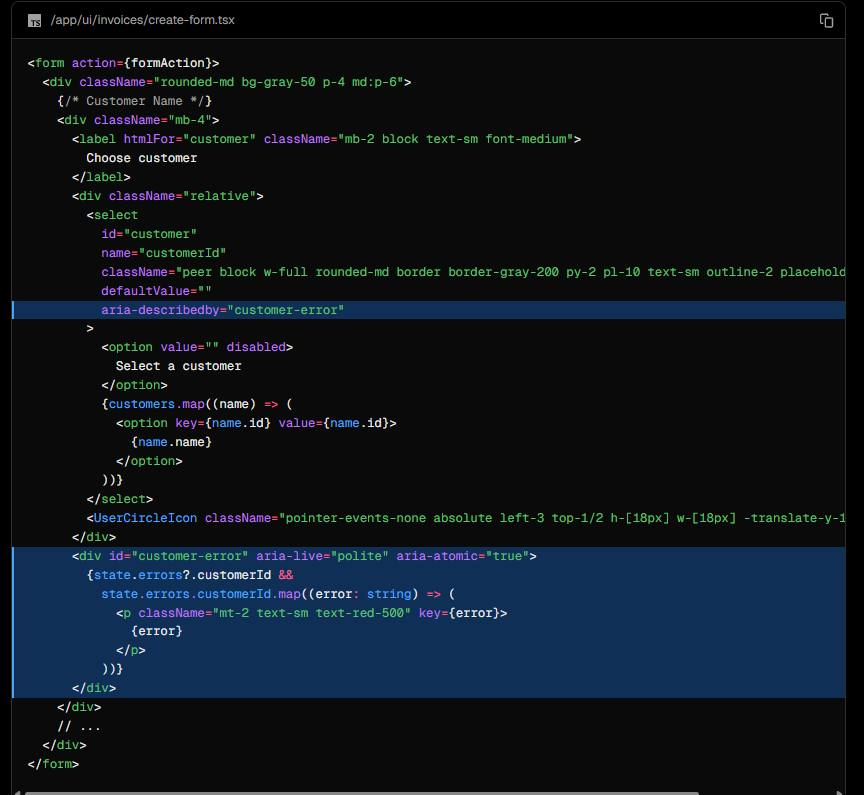 TS /app/ui/invoices/create-form.tsx
<form action={formAction}>
  <div className="rounded-md bg-gray-50 p-4 md:p-6">
    {/* Customer Name */}
    <div className="mb-4">
      <label htmlFor="customer" className="mb-2 block text-sm font-medium">
        Choose customer
      </label>
      <div className="relative">
        <select
          id="customer"
          name="customerId"
          className="peer block w-full rounded-md border border-gray-200 py-2 pl-10 text-sm outline-2 placehold
          defaultValue=""
          aria-describedby="customer-error"
        >
          <option value="" disabled>
            Select a customer
          </option>
          {customers.map((name) => (
            <option key={name.id} value={name.id}>
              {name.name}
            </option>
          ))}
        </select>
        <UserCircleIcon className="pointer-events-none absolute left-3 top-1/2 h-[18px] w-[18px] -translate-y-1
      </div>
      <div id="customer-error" aria-live="polite" aria-atomic="true">
        {state.errors?.customerId &&
          state.errors.customerId.map((error: string) => (
            <p className="mt-2 text-sm text-red-500" key={error}>
              {error}
            </p>
          ))}
      </div>
    </div>
    // ...
  </div>
</form>